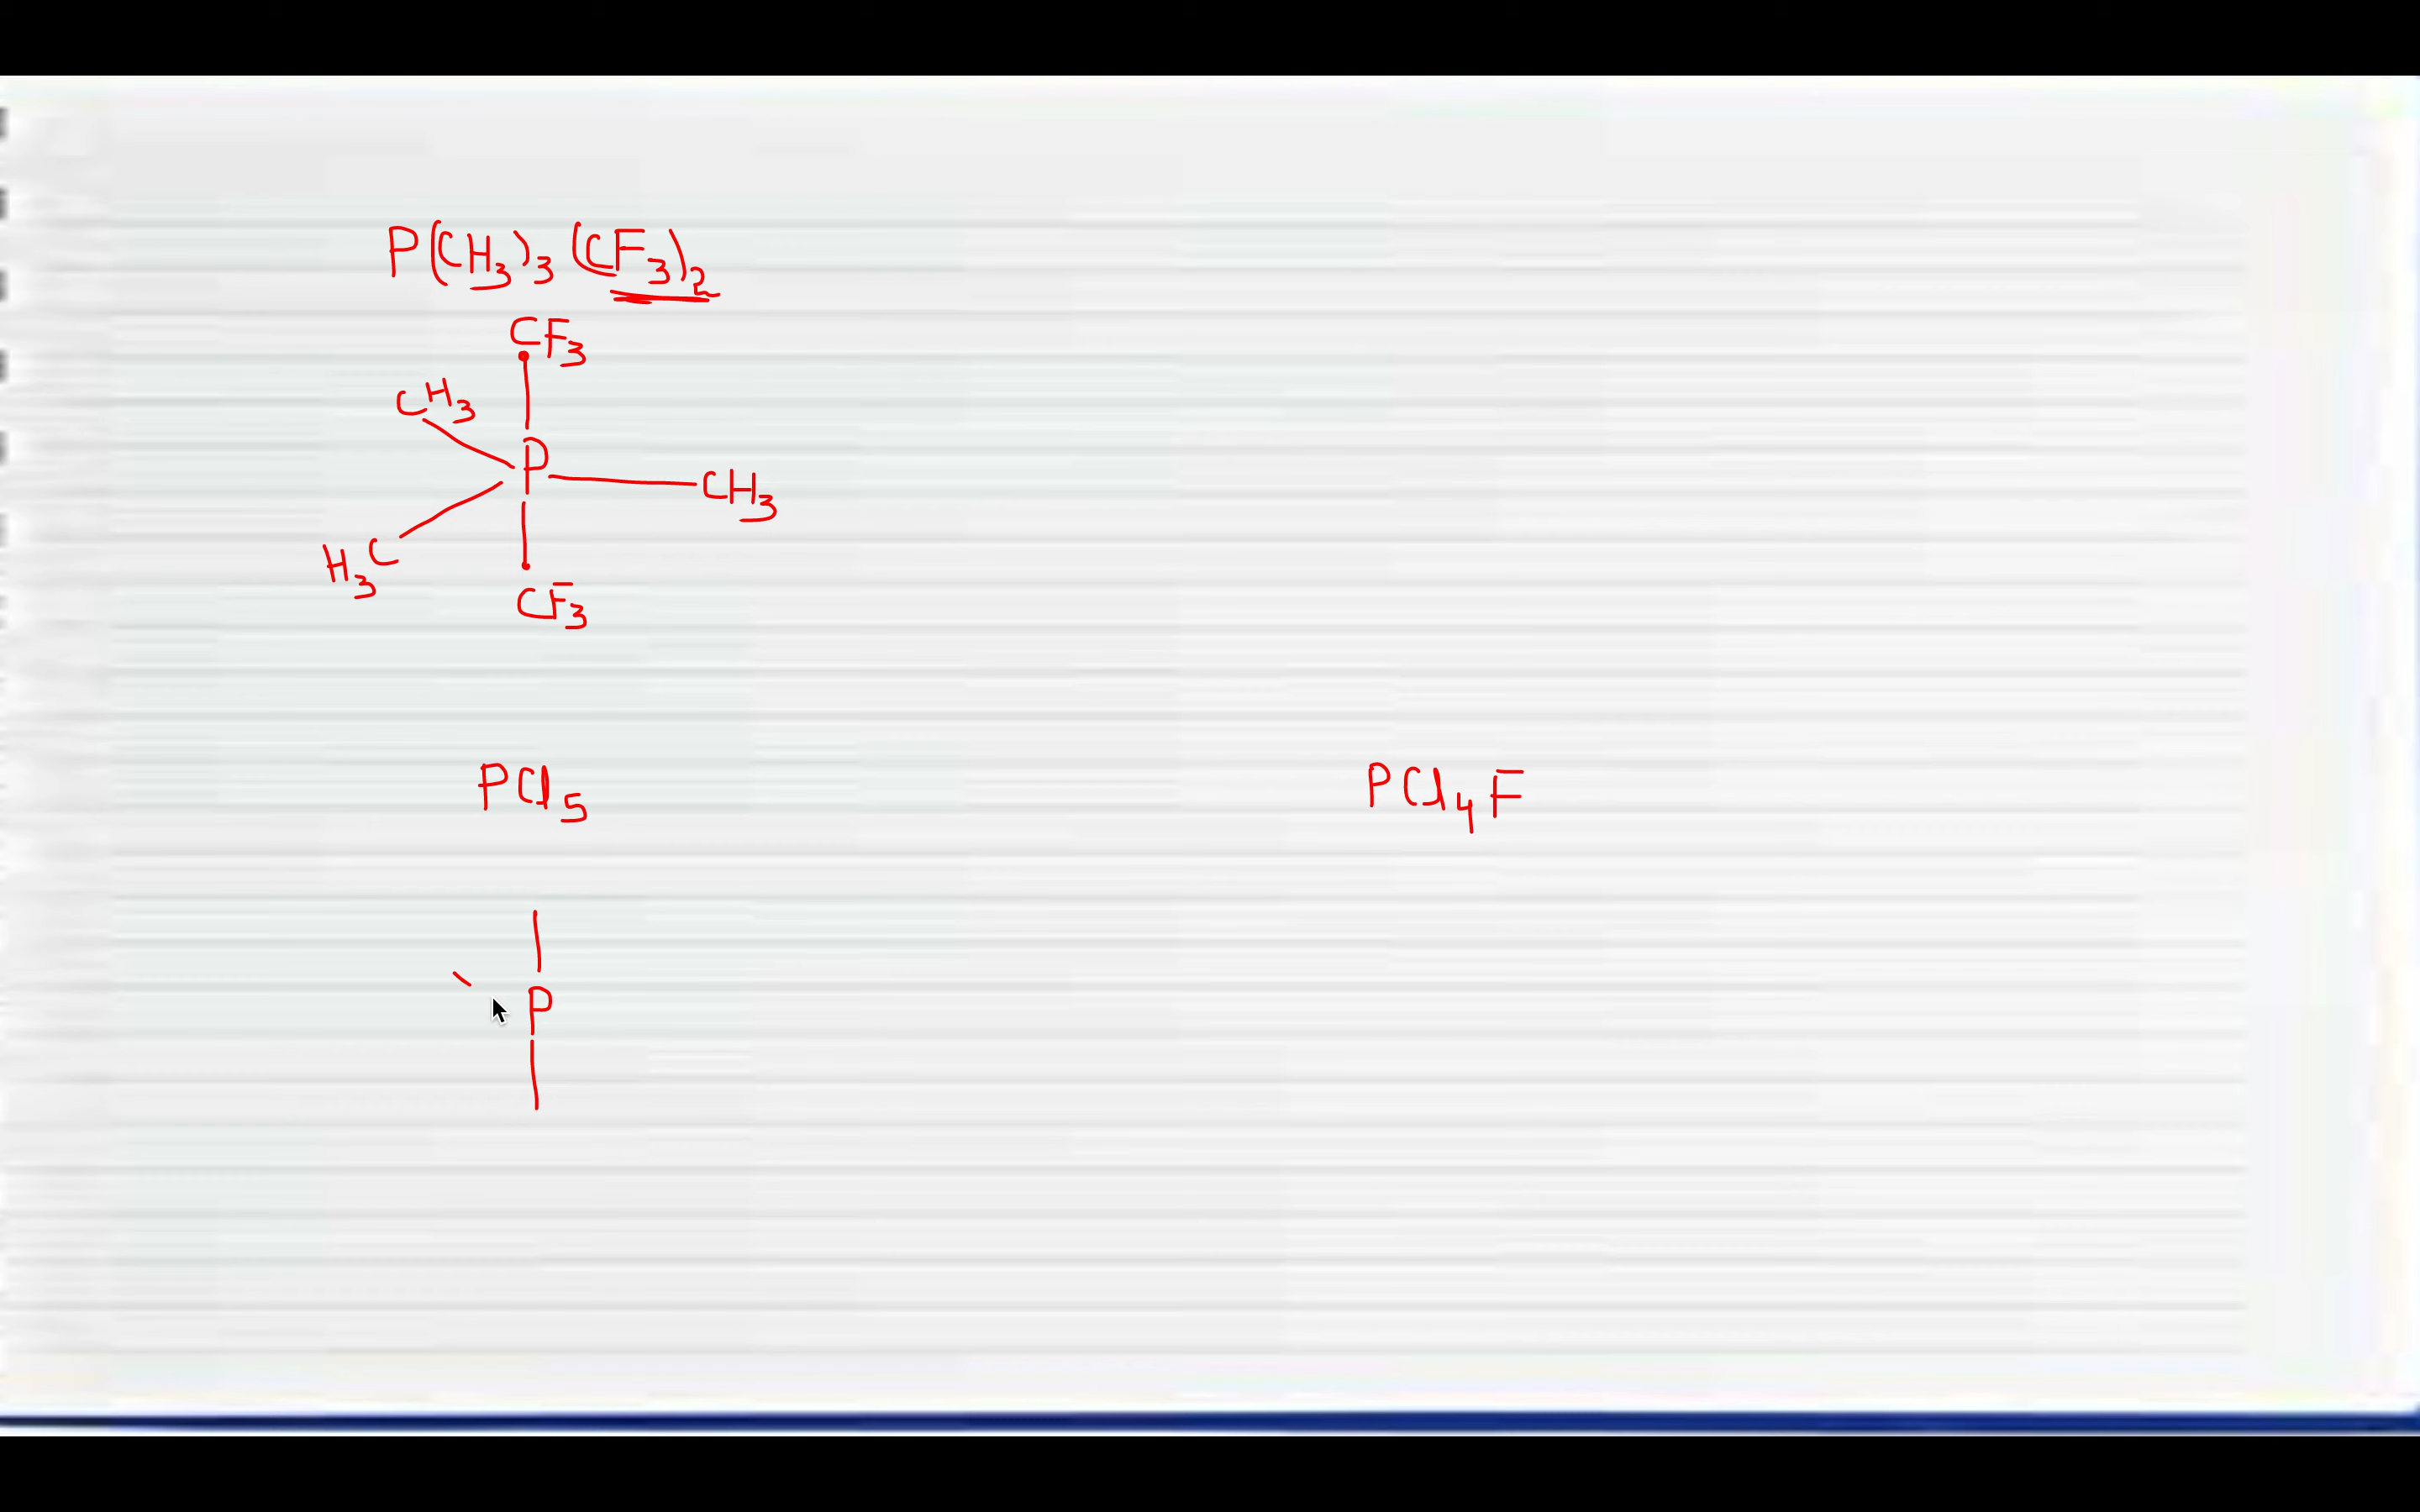 P(CH₃)₃(CF₃)₂
CF₃
CH₃
P
CH₃
H₃C
CF₃
PCl₅ PCl₄F
P